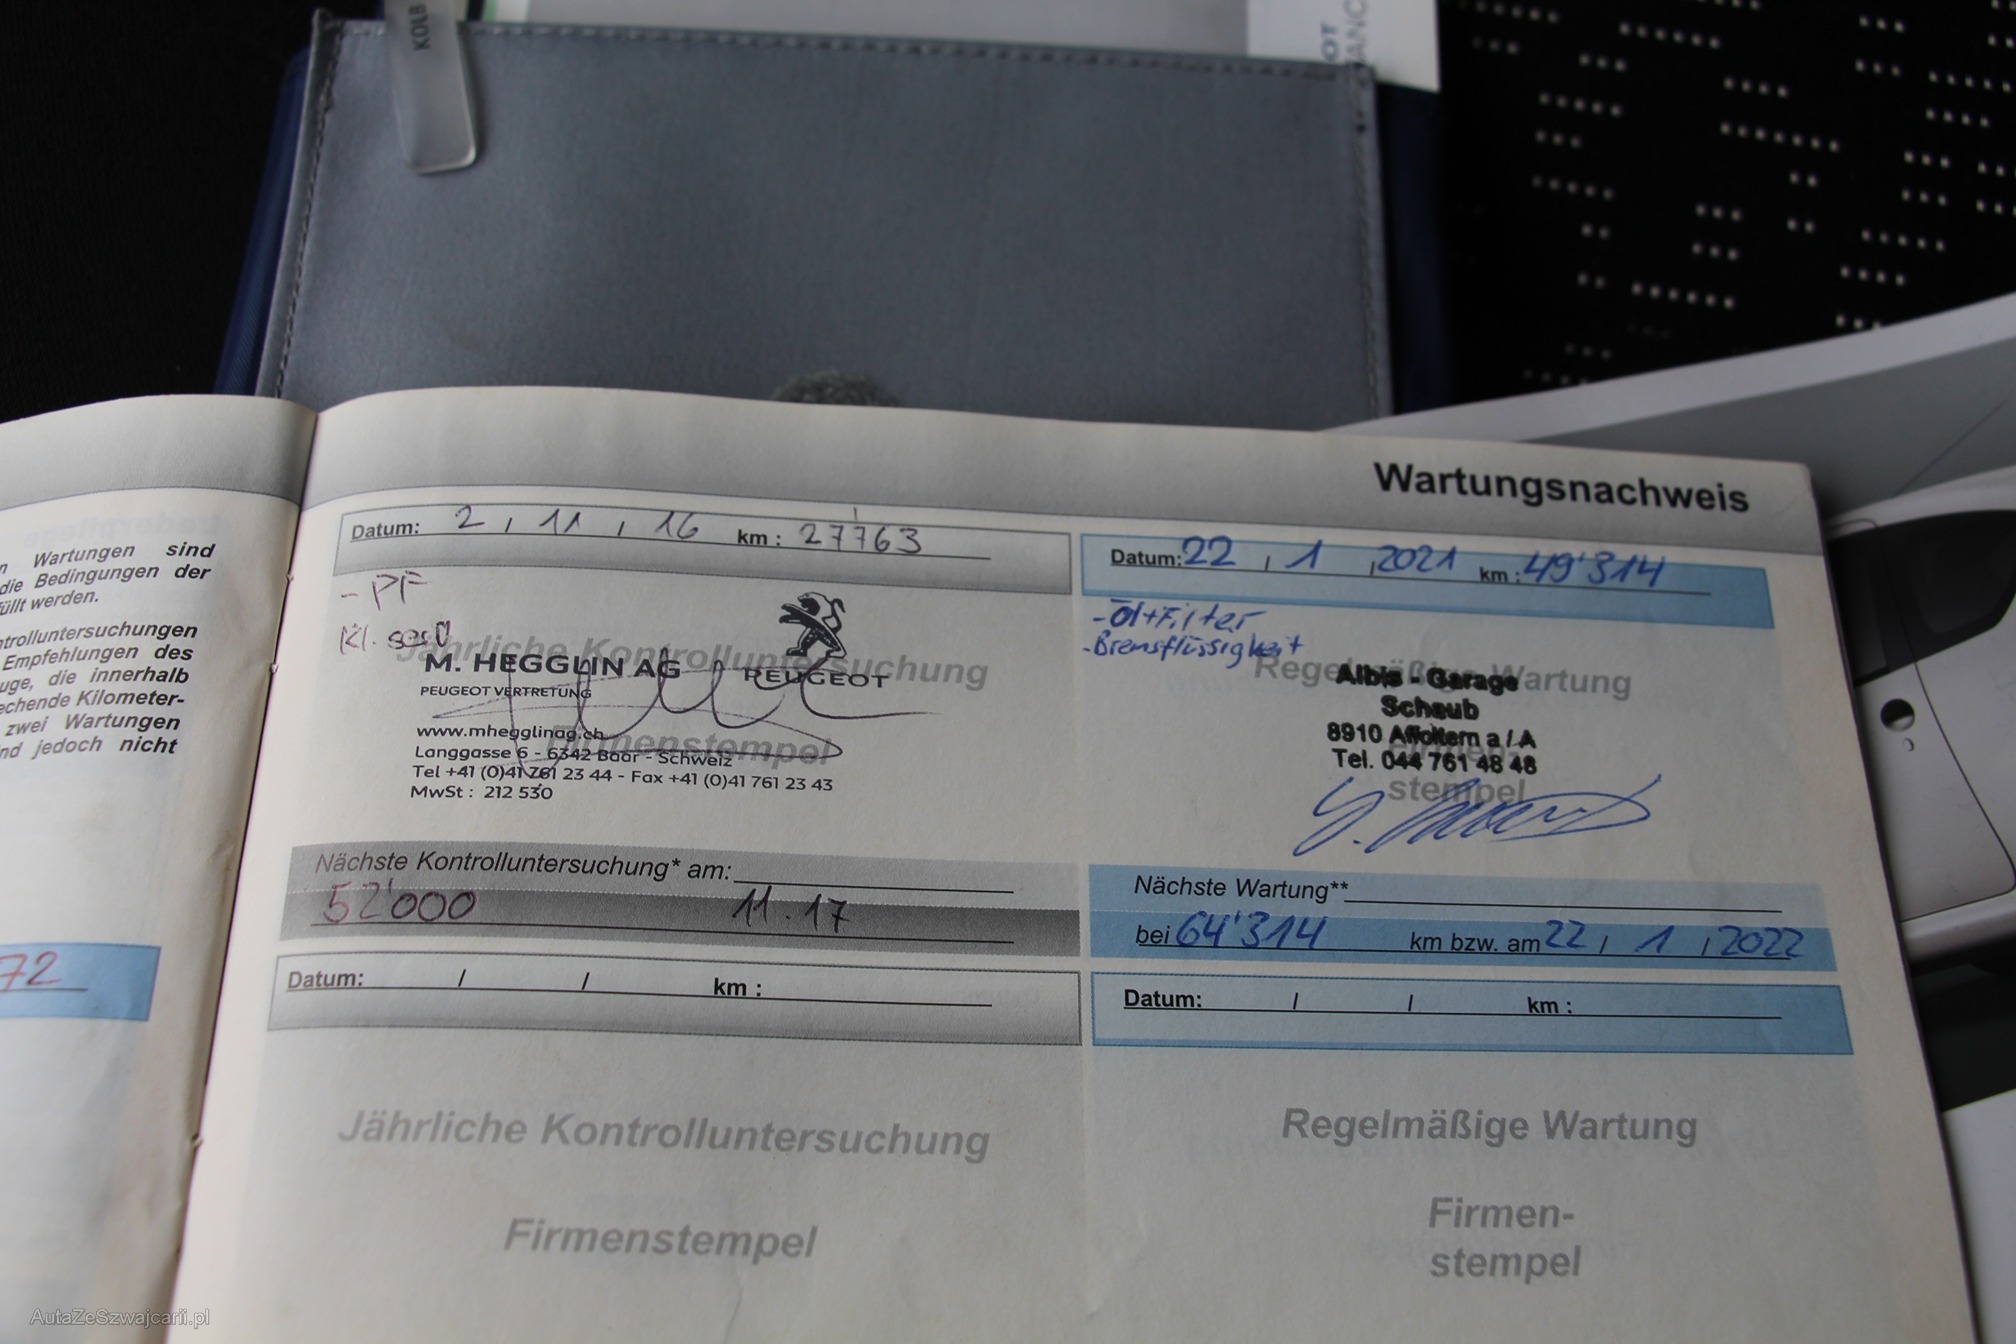 KOLB
OT
ANC
Wartungsnachweis
n Wartungen sind
die Bedingungen der
üllt werden.
ntrolluntersuchungen
Empfehlungen des
uge, die innerhalb
echende Kilometer-
zwei Wartungen
nd jedoch nicht
72
Datum: 2 , 11 , 16 km : 27763
- PF
Jährliche Kontrolluntersuchung
M. HEGGLIN AG
PEUGEOT
PEUGEOT VERTRETUNG
Firmenstempel
www.mhegglinag.ch
Langgasse 6 - 6342 Baar - Schweiz
Tel +41 (0)41 761 23 44 - Fax +41 (0)41 761 23 43
MwSt : 212 530
Nächste Kontrolluntersuchung* am:
52'000 11.17
Datum: / / km :
Jährliche Kontrolluntersuchung
Firmenstempel
Datum: 22 , 1 , 2021 km : 49'314
- Öl+Filter
- Bremsflüssigkeit
Regelmäßige Wartung
Albis - Garage
Schaub
8910 Affoltern a / A
Tel. 044 761 48 48
Firmen-
stempel
Nächste Wartung**
bei 64'314 km bzw. am 22 / 1 / 2022
Datum: / / km :
Regelmäßige Wartung
Firmen-
stempel
AutaZeSzwajcarii.pl